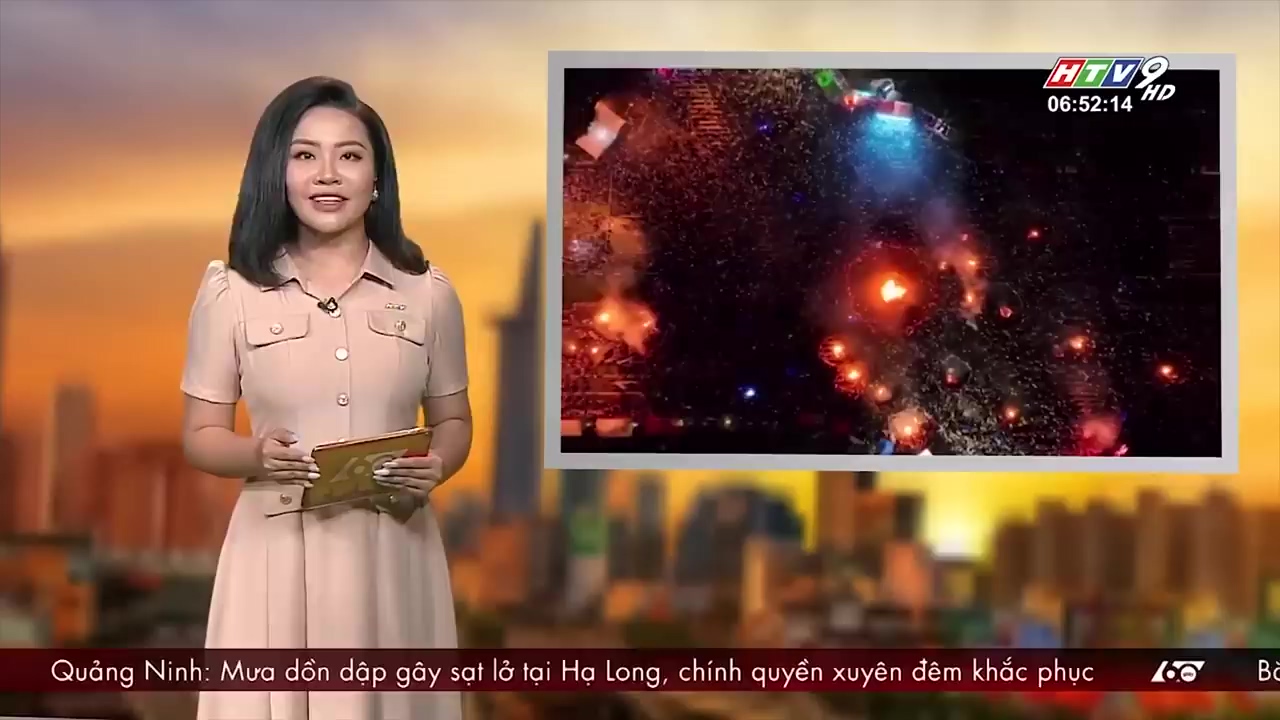 HTV9
HD
06:52:14
Quảng Ninh: Mưa dồn dập gây sạt lở tại Hạ Long, chính quyền xuyên đêm khắc phục
60